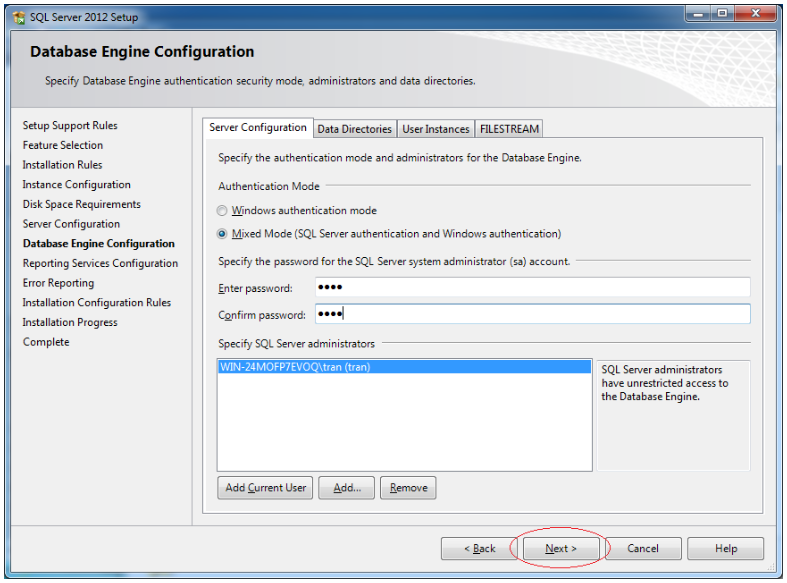 SQL Server 2012 Setup
Database Engine Configuration
Specify Database Engine authentication security mode, administrators and data directories.
Setup Support Rules
Feature Selection
Installation Rules
Instance Configuration
Disk Space Requirements
Server Configuration
Database Engine Configuration
Reporting Services Configuration
Error Reporting
Installation Configuration Rules
Installation Progress
Complete
Server Configuration Data Directories User Instances FILESTREAM
Specify the authentication mode and administrators for the Database Engine.
Authentication Mode
Windows authentication mode
Mixed Mode (SQL Server authentication and Windows authentication)
Specify the password for the SQL Server system administrator (sa) account.
Enter password: ●●●●
Confirm password: ●●●●
Specify SQL Server administrators
WIN-24MOFP7EVOQ\tran (tran)
SQL Server administrators
have unrestricted access to
the Database Engine.
Add Current User Add... Remove
< Back Next > Cancel Help